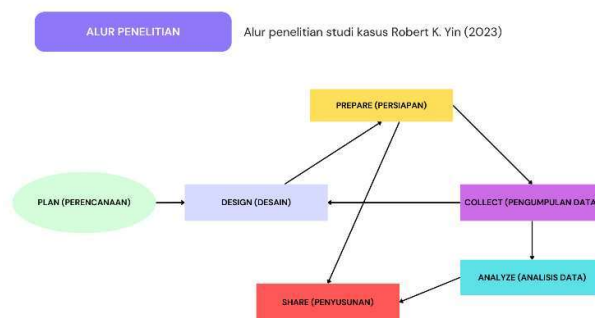 ALUR PENELITIAN
Alur penelitian studi kasus Robert K. Yin (2023)
PREPARE (PERSIAPAN)
PLAN (PERENCANAAN)
DESIGN (DESAIN)
COLLECT (PENGUMPULAN DATA
ANALYZE (ANALISIS DATA)
SHARE (PENYUSUNAN)